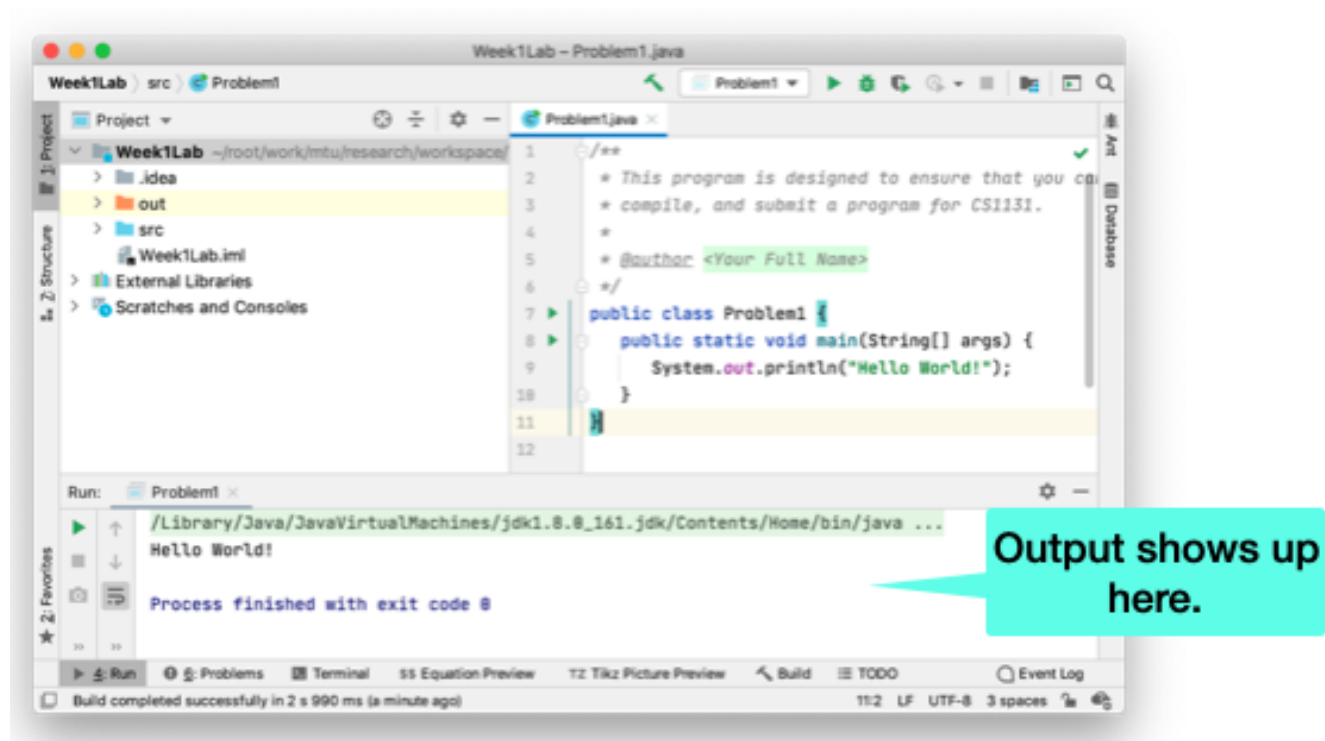 Week1Lab – Problem1.java
Week1Lab src Problem1
Problem1
1: Project
Project
Week1Lab ~/root/work/mtu/research/workspace/
.idea
out
src
Week1Lab.iml
External Libraries
Scratches and Consoles
Z: Structure
2: Favorites
Problem1.java
1 /**
2 * This program is designed to ensure that you can
3 * compile, and submit a program for CS1131.
4 *
5 * @author <Your Full Name>
6 */
7 public class Problem1 {
8 public static void main(String[] args) {
9 System.out.println("Hello World!");
10 }
11 }
12
Ant
Database
Run: Problem1
/Library/Java/JavaVirtualMachines/jdk1.8.0_161.jdk/Contents/Home/bin/java ...
Hello World!
Process finished with exit code 0
Output shows up
here.
4: Run 6: Problems Terminal SS Equation Preview TZ Tikz Picture Preview Build TODO Event Log
Build completed successfully in 2 s 990 ms (a minute ago) 11:2 LF UTF-8 3 spaces